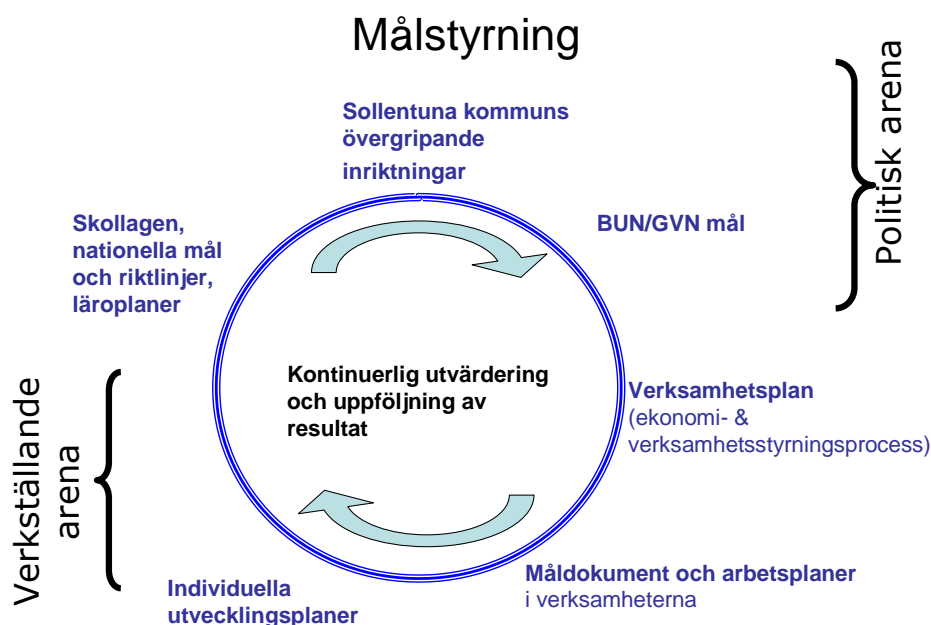 Målstyrning
Sollentuna kommuns
övergripande
inriktningar
Politisk arena
BUN/GVN mål
Skollagen,
nationella mål
och riktlinjer,
läroplaner
Kontinuerlig utvärdering
och uppföljning av
resultat
Verksamhetsplan
(ekonomi- &
verksamhetsstyrningsprocess)
Verkställande
arena
Måldokument och arbetsplaner
i verksamheterna
Individuella
utvecklingsplaner